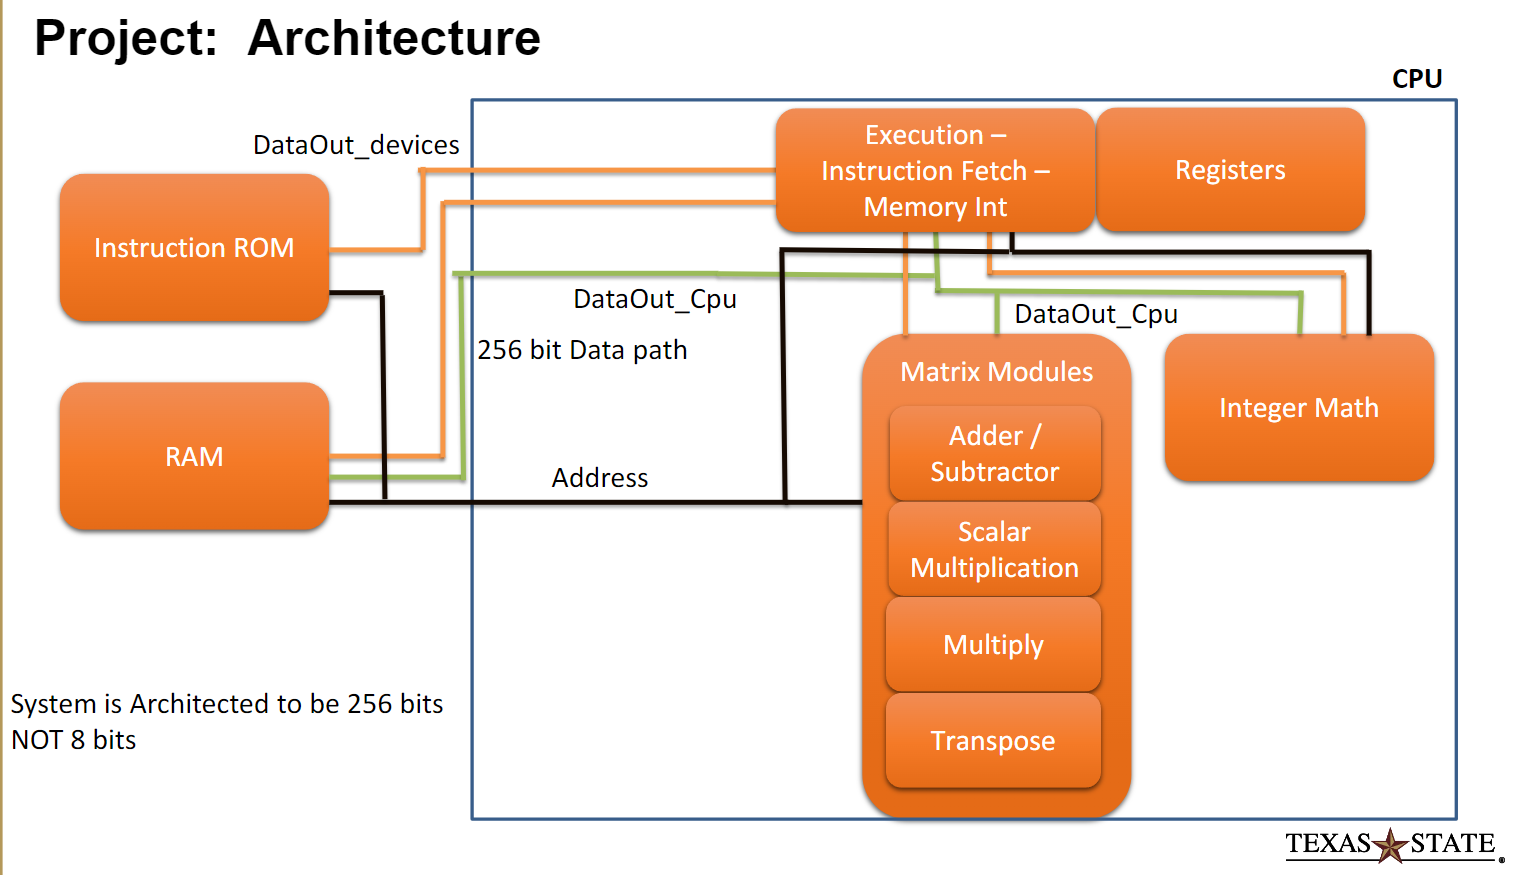 Project:  Architecture
CPU
DataOut_devices
Execution –
Instruction Fetch –
Memory Int
Registers
Instruction ROM
DataOut_Cpu
DataOut_Cpu
256 bit Data path
Matrix Modules
Integer Math
RAM
Adder /
Subtractor
Address
Scalar
Multiplication
Multiply
System is Architected to be 256 bits
NOT 8 bits
Transpose
TEXAS STATE
®